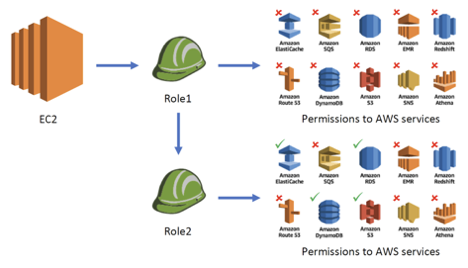 Amazon ElastiCache
Amazon SQS
Amazon RDS
Amazon EMR
Amazon Redshift
EC2
Role1
Amazon Route 53
Amazon DynamoDB
Amazon S3
Amazon SNS
Amazon Athena
Permissions to AWS services
Amazon ElastiCache
Amazon SQS
Amazon RDS
Amazon EMR
Amazon Redshift
Role2
Amazon Route 53
Amazon DynamoDB
Amazon S3
Amazon SNS
Amazon Athena
Permissions to AWS services